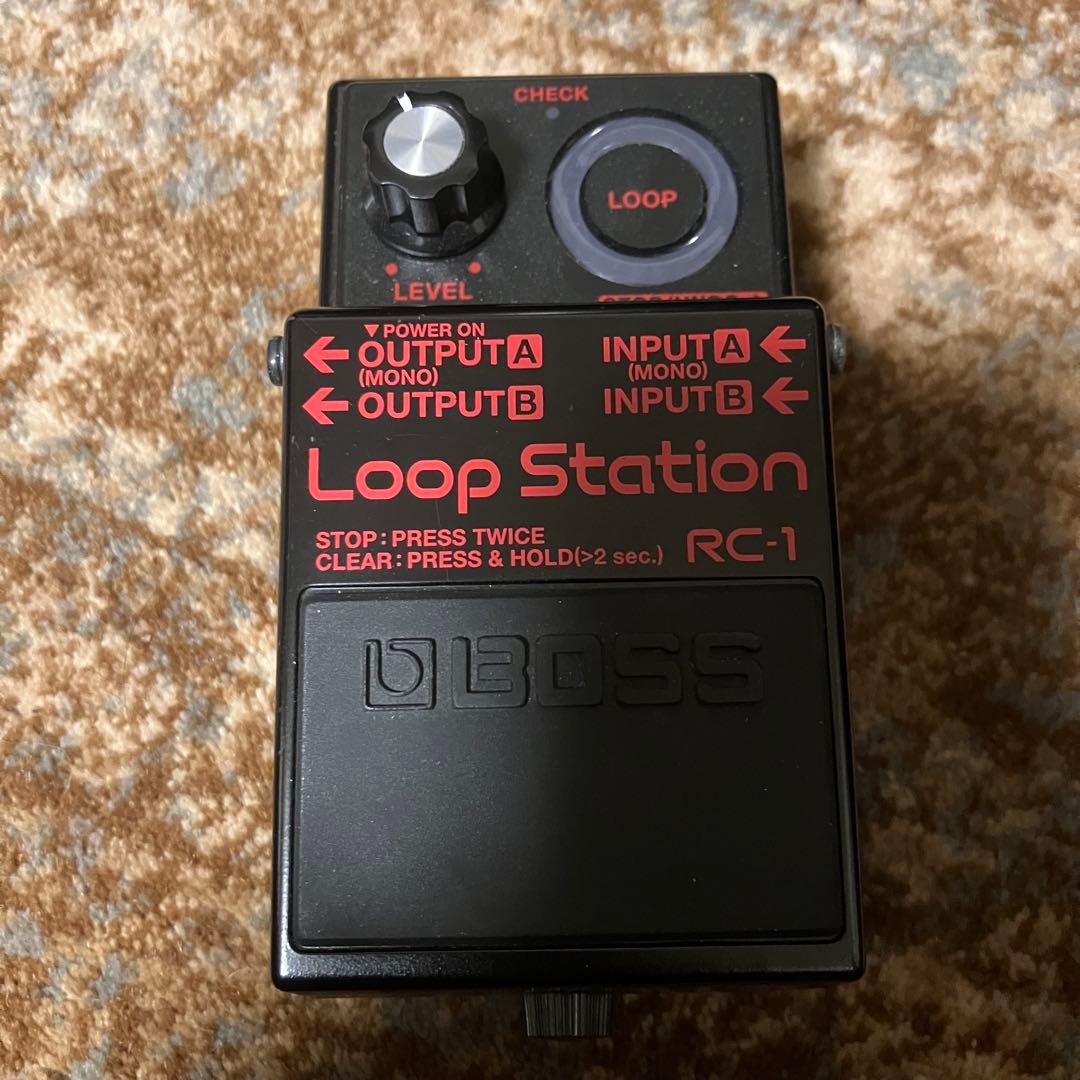 CHECK
LOOP
LEVEL
▼POWER ON
← OUTPUT A
(MONO)
← OUTPUT B
INPUT A ←
(MONO)
INPUT B ←
Loop Station
STOP : PRESS TWICE
CLEAR : PRESS & HOLD(>2 sec.)
RC-1
BOSS